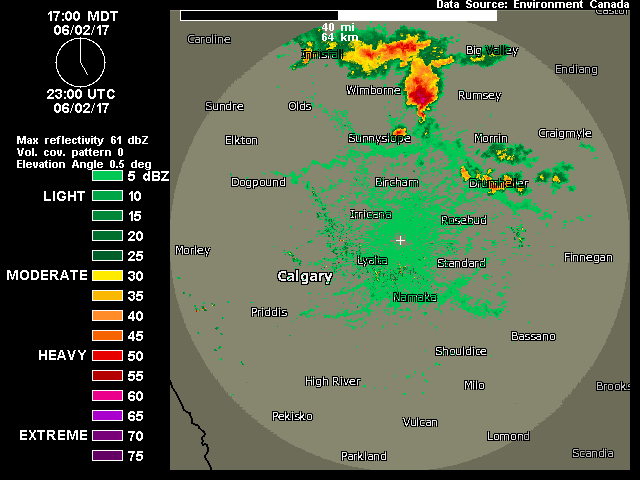 Data Source: Environment Canada
17:00 MDT
06/02/17
23:00 UTC
06/02/17
Max reflectivity 61 dBZ
Vol. cov. pattern 0
Elevation Angle 0.5 deg
5 dBZ
LIGHT 10
15
20
25
MODERATE 30
35
40
45
HEAVY 50
55
60
65
EXTREME 70
75
40 mi
64 km
Caroline
Innisfail
Big Valley
Endiang
Wimborne
Rumsey
Sundre
Olds
Elkton
Sunnyslope
Morrin
Craigmyle
Dogpound
Bircham
Drumheller
Irricana
Rosebud
Morley
Lyalta
Standard
Finnegan
Calgary
Namaka
Priddis
Bassano
Shouldice
High River
Milo
Brooks
Pekisko
Vulcan
Lomond
Parkland
Scandia